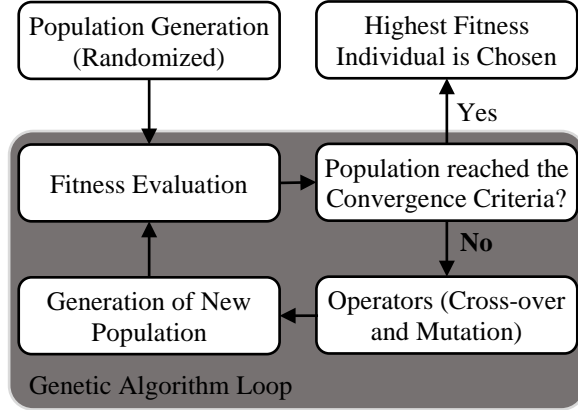 Population Generation
(Randomized)
Highest Fitness
Individual is Chosen
Yes
Fitness Evaluation
Population reached the
Convergence Criteria?
No
Generation of New
Population
Operators (Cross-over
and Mutation)
Genetic Algorithm Loop